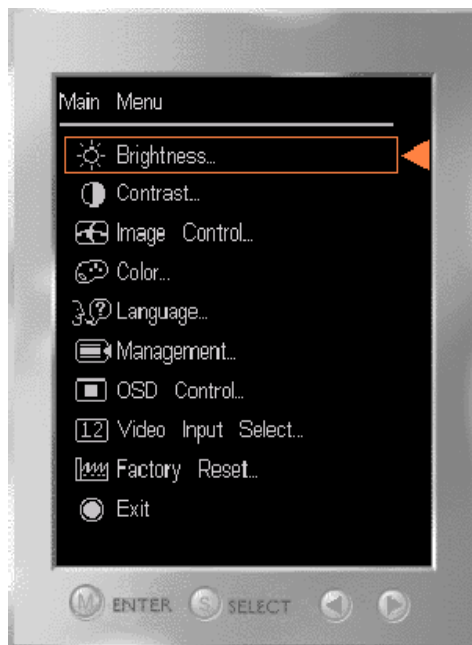 Main Menu
Brightness...
Contrast...
Image Control...
Color...
Language...
Management...
OSD Control...
12 Video Input Select...
Factory Reset...
Exit
M ENTER S SELECT